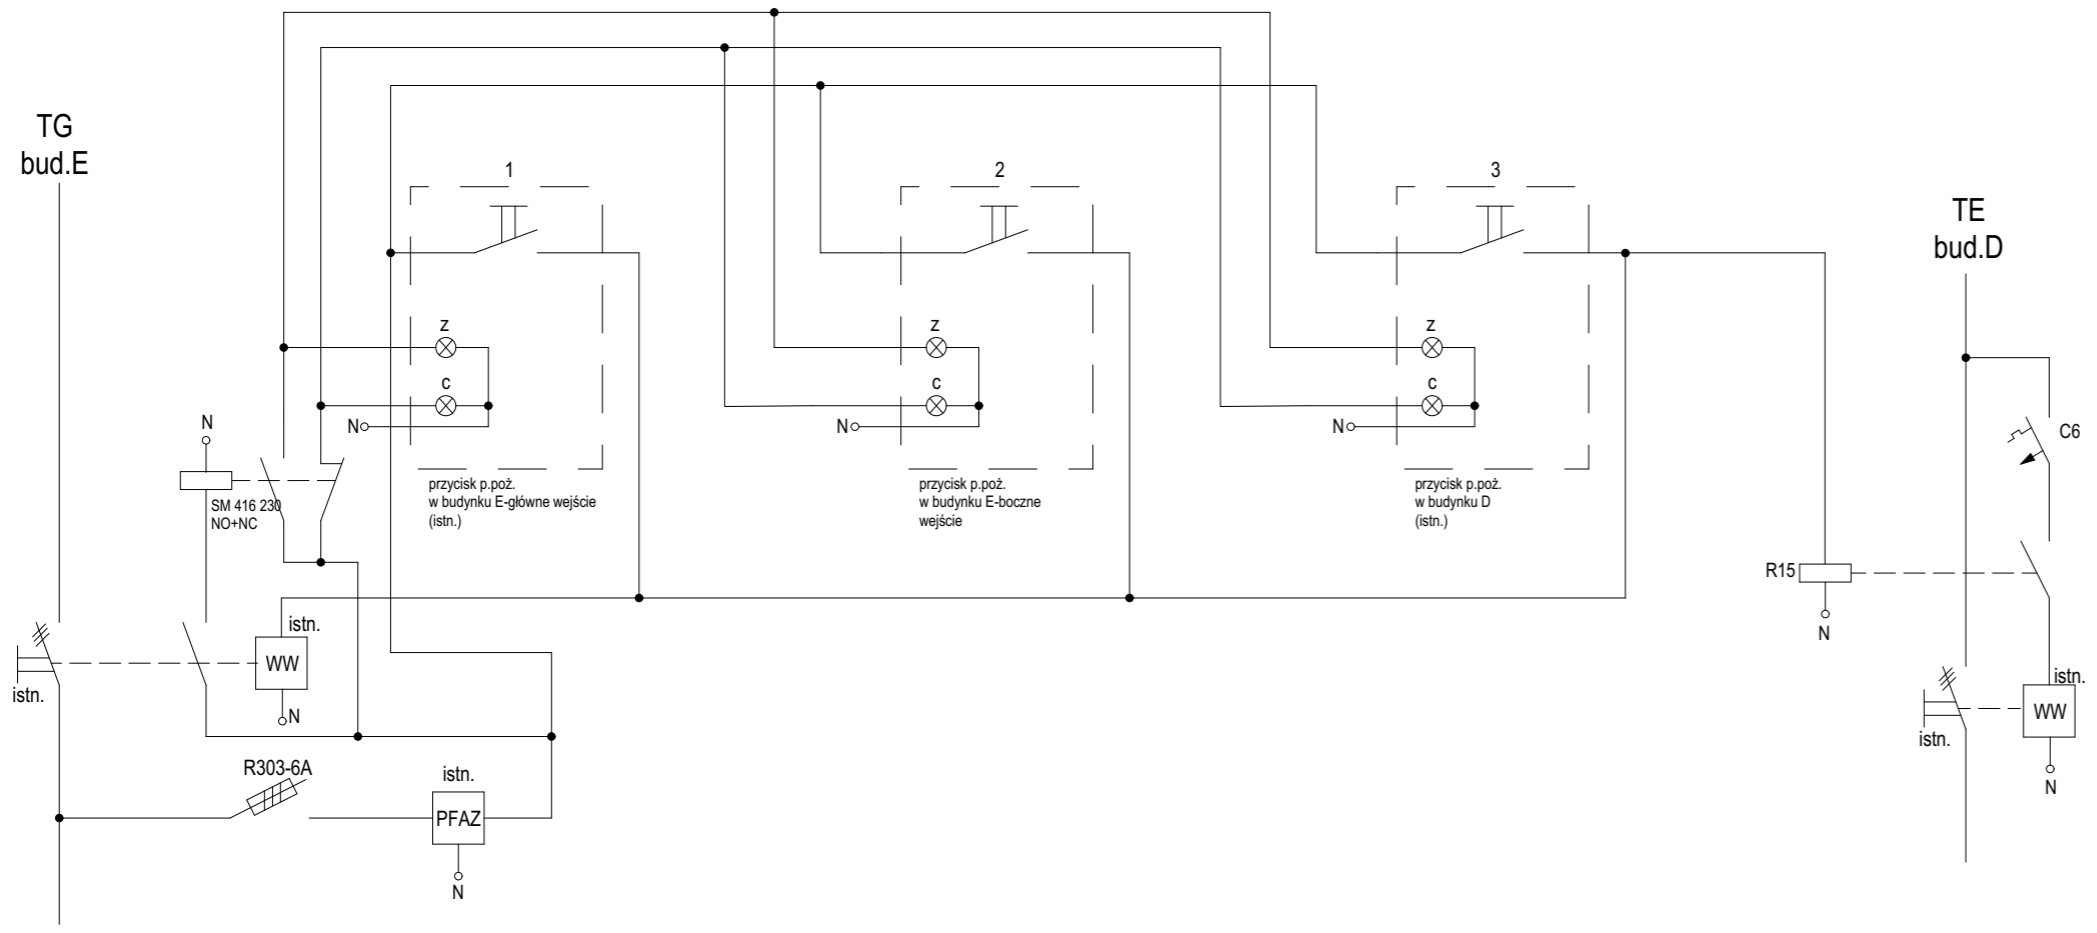 TG
bud.E
1
2
3
TE
bud.D
z
z
z
c
c
c
C6
N
N
N
N
SM 416 230
NO+NC
przycisk p.poż.
w budynku E-główne wejście
(istn.)
przycisk p.poż.
w budynku E-boczne
wejście
przycisk p.poż.
w budynku D
(istn.)
R15
N
istn.
WW
istn.
N
istn.
WW
istn.
N
R303-6A
istn.
PFAZ
N